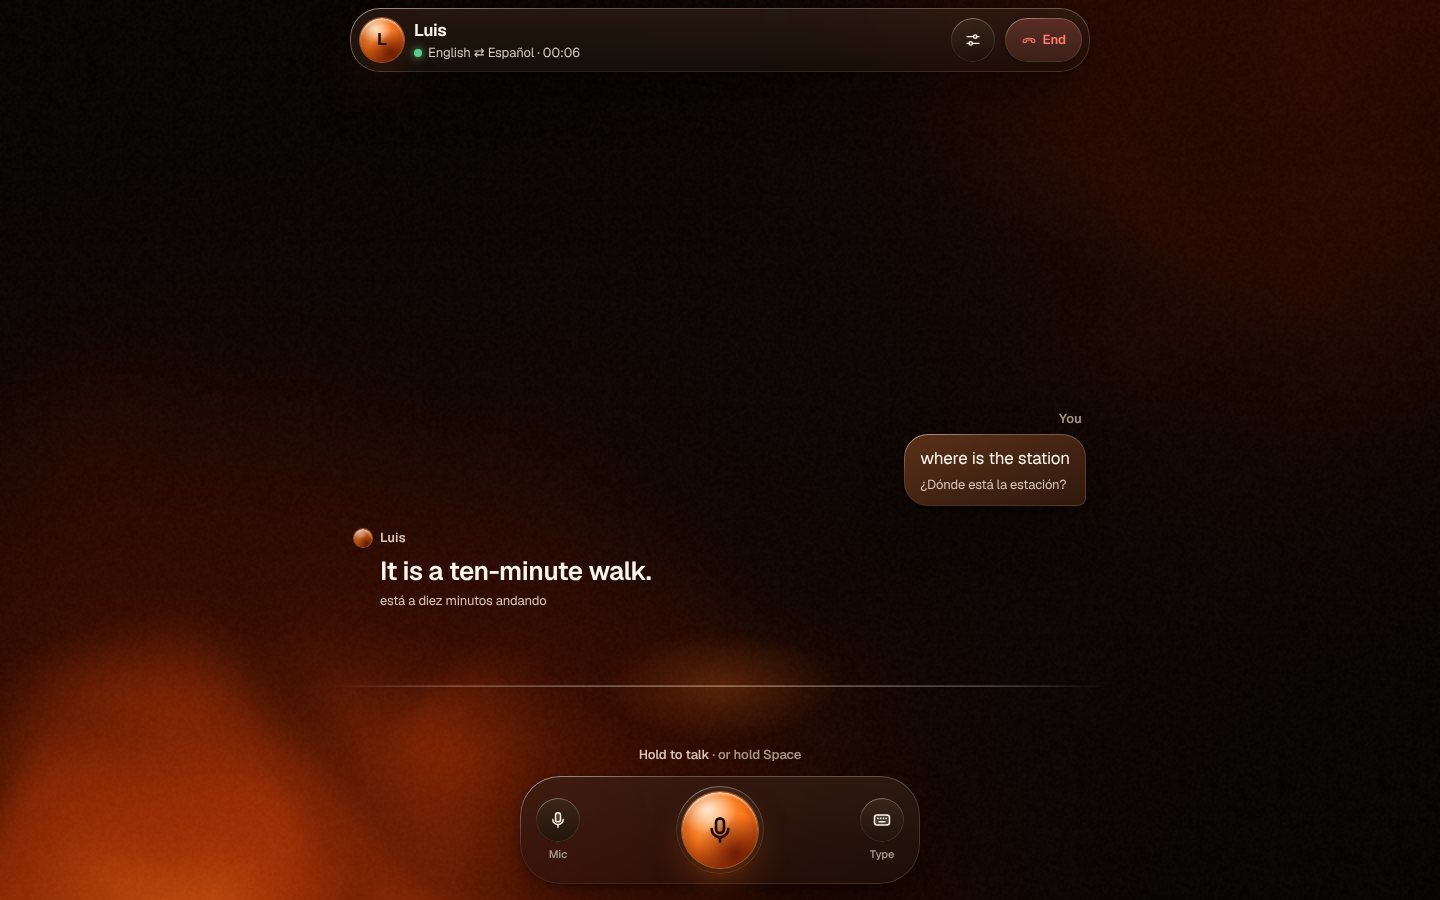 L
Luis
English ⇄ Español · 00:06
End
You
where is the station
¿Dónde está la estación?
Luis
It is a ten-minute walk.
está a diez minutos andando
Hold to talk · or hold Space
Mic
Type